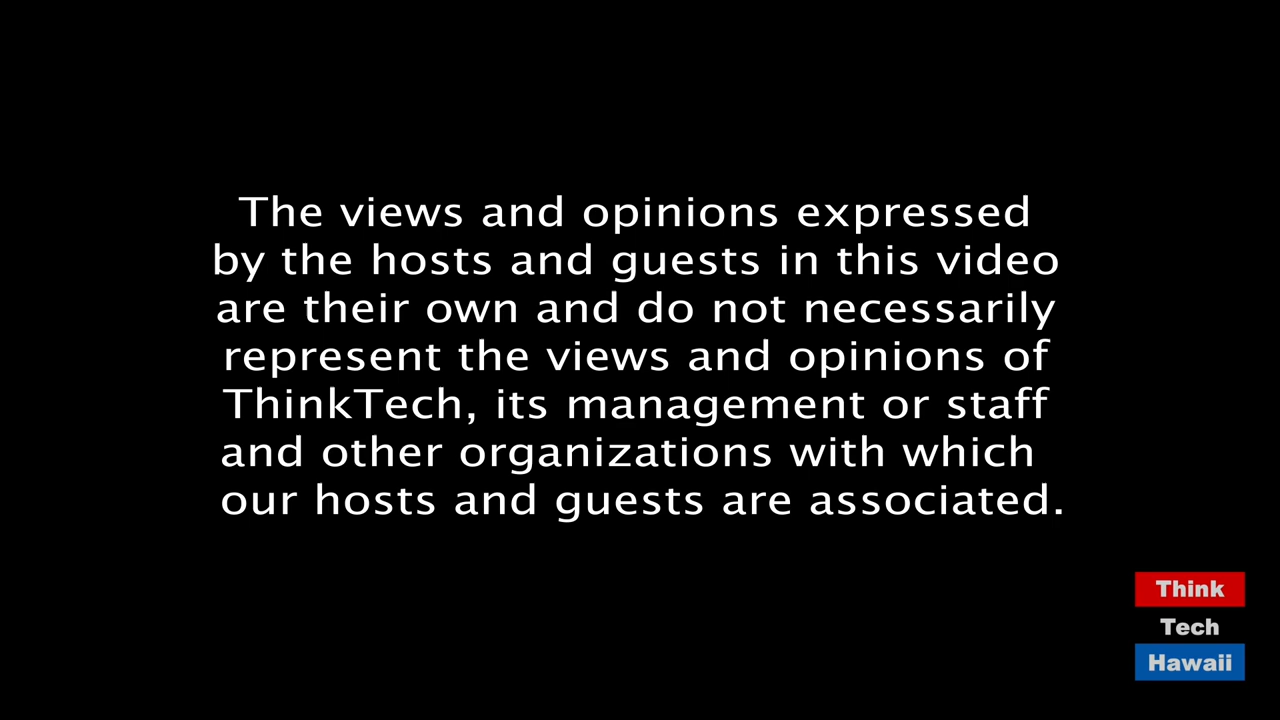 The views and opinions expressed
by the hosts and guests in this video
are their own and do not necessarily
represent the views and opinions of
ThinkTech, its management or staff
and other organizations with which
our hosts and guests are associated.
Think
Tech
Hawaii